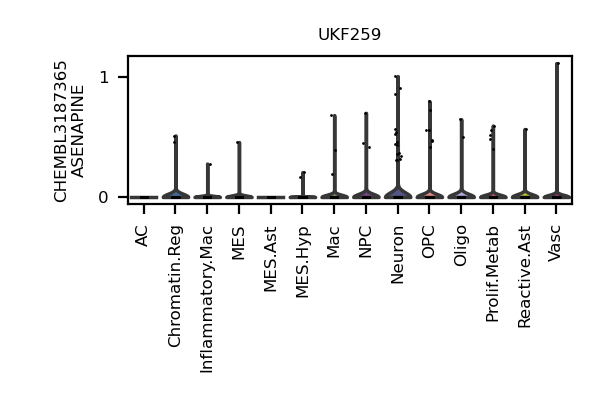 UKF259
CHEMBL3187365
ASENAPINE
1
0
AC
Chromatin.Reg
Inflammatory.Mac
MES
MES.Ast
MES.Hyp
Mac
NPC
Neuron
OPC
Oligo
Prolif.Metab
Reactive.Ast
Vasc